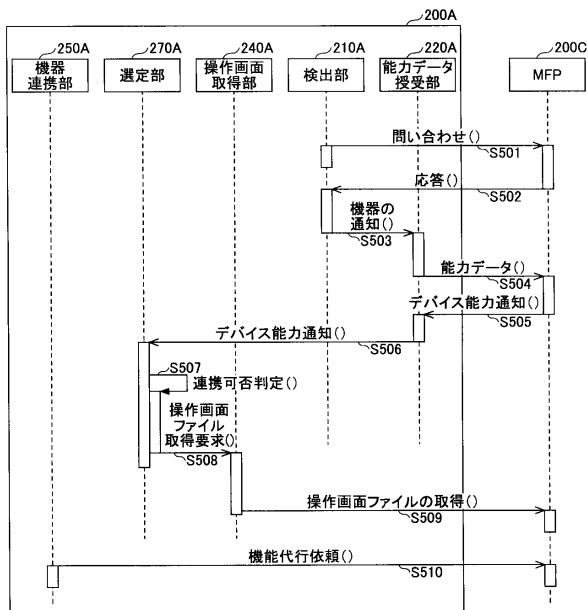 200A
250A
270A
240A
210A
220A
200C
機器
連携部
選定部
操作画面
取得部
検出部
能力データ
授受部
MFP
問い合わせ()
S501
応答()
S502
機器の
通知()
S503
能力データ()
S504
デバイス能力通知()
S505
デバイス能力通知()
S506
S507
連携可否判定()
操作画面
ファイル
取得要求()
S508
操作画面ファイルの取得()
S509
機能代行依頼()
S510